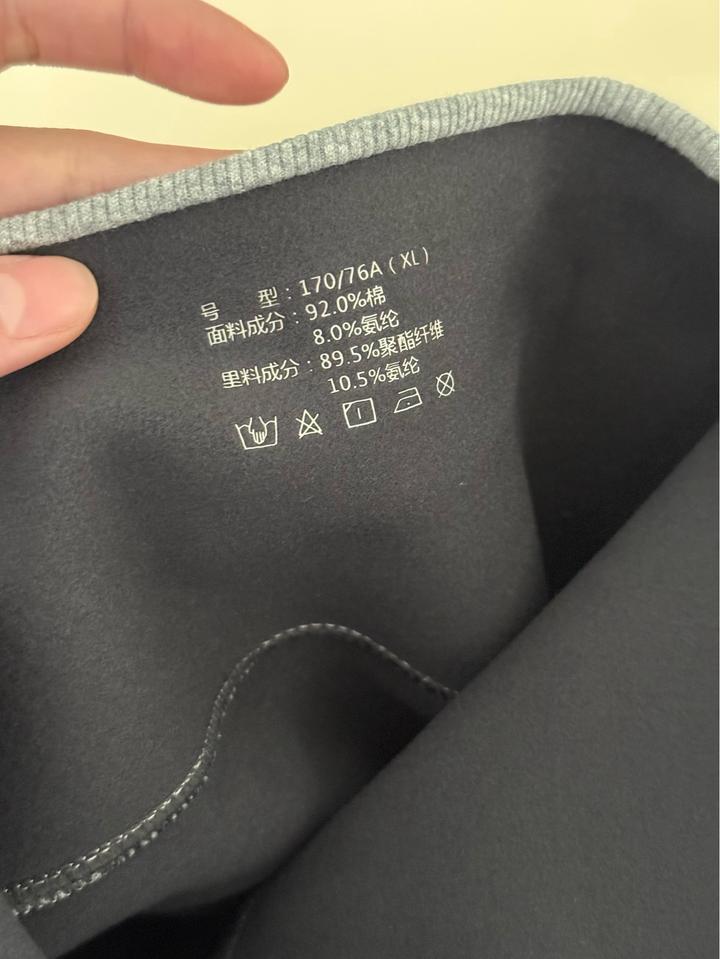 号 型：170/76A（XL）
面料成分：92.0%棉
8.0%氨纶
里料成分：89.5%聚酯纤维
10.5%氨纶